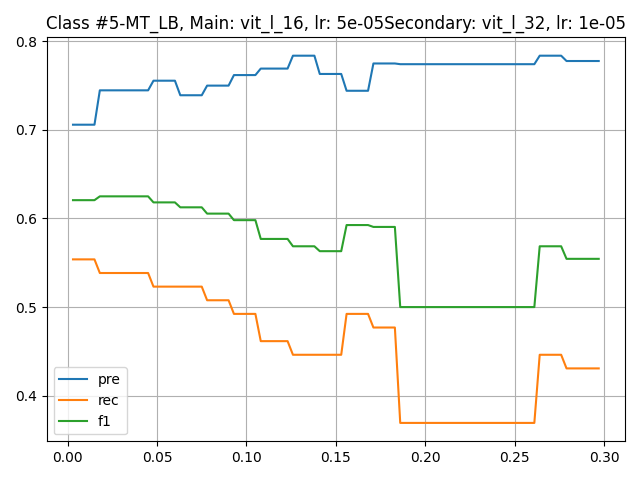 Class #5-MT_LB, Main: vit_l_16, lr: 5e-05Secondary: vit_l_32, lr: 1e-05
0.8
0.7
0.6
0.5
0.4
pre
rec
f1
0.00 0.05 0.10 0.15 0.20 0.25 0.30